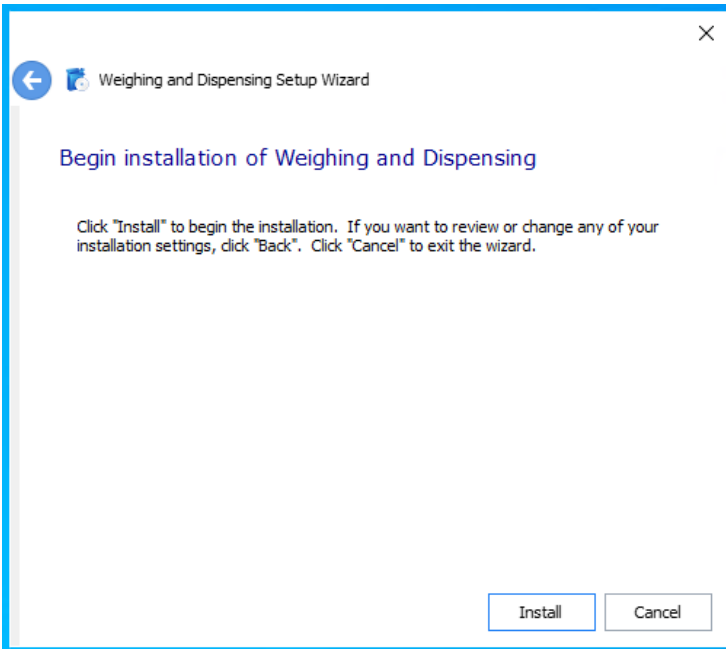 Weighing and Dispensing Setup Wizard
Begin installation of Weighing and Dispensing
Click "Install" to begin the installation.  If you want to review or change any of your
installation settings, click "Back".  Click "Cancel" to exit the wizard.
Install
Cancel